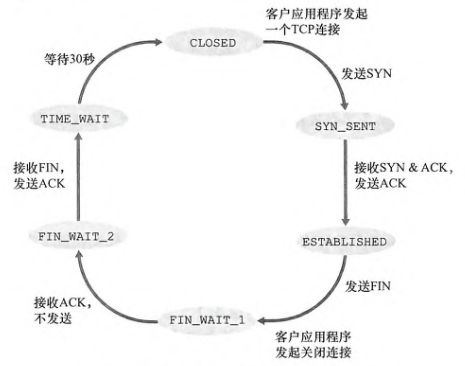 客户应用程序发起
一个TCP连接
CLOSED
等待30秒
发送SYN
TIME_WAIT
SYN_SENT
接收FIN，
发送ACK
接收SYN & ACK，
发送ACK
FIN_WAIT_2
ESTABLISHED
发送FIN
接收ACK，
不发送
FIN_WAIT_1
客户应用程序
发起关闭连接